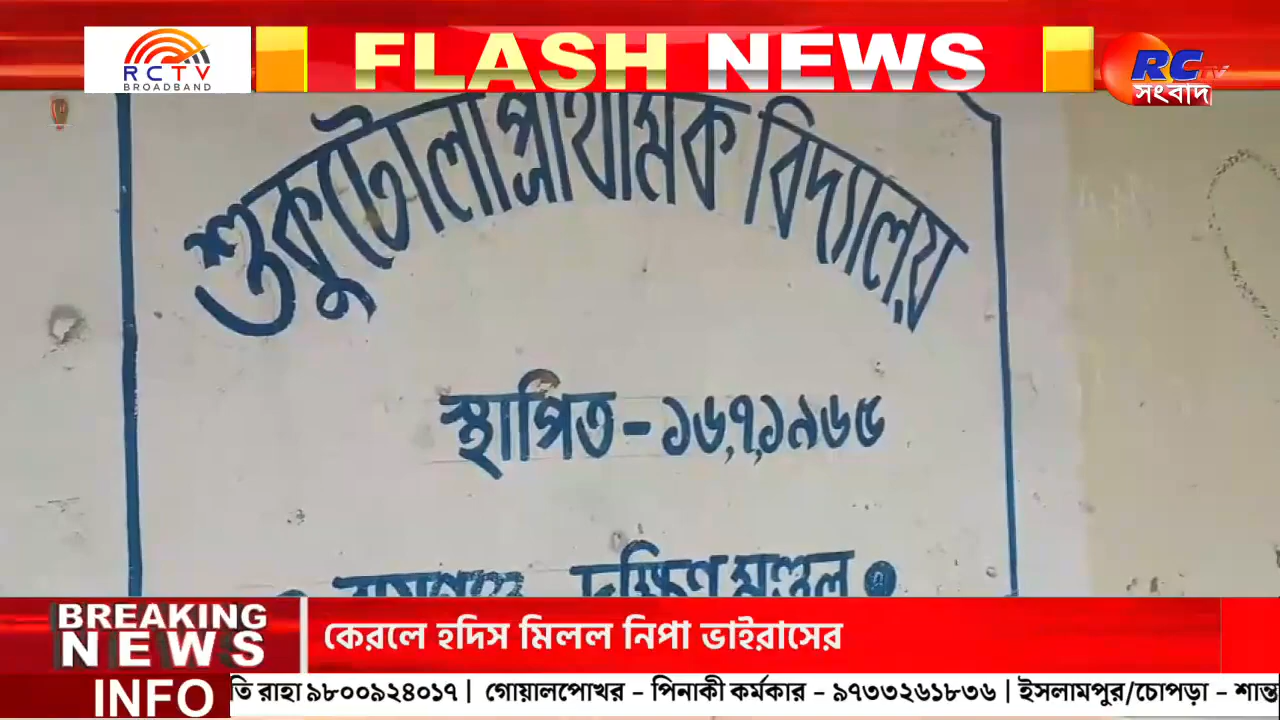 RCTV
BROADBAND
FLASH NEWS
RC TV
সংবাদ
শুকুটোলা প্রাথমিক বিদ্যালয়
স্থাপিত - ১৬,৭,১৯৬৫
দক্ষিণ মণ্ডল
BREAKING
NEWS
কেরলে হদিস মিলল নিপা ভাইরাসের
INFO
তি রাহা ৯৮০০৯২৪০১৭ | গোয়ালপোখর – পিনাকী কর্মকার – ৯৭৩৩২৬১৮৩৬ | ইসলামপুর/চোপড়া – শান্ত